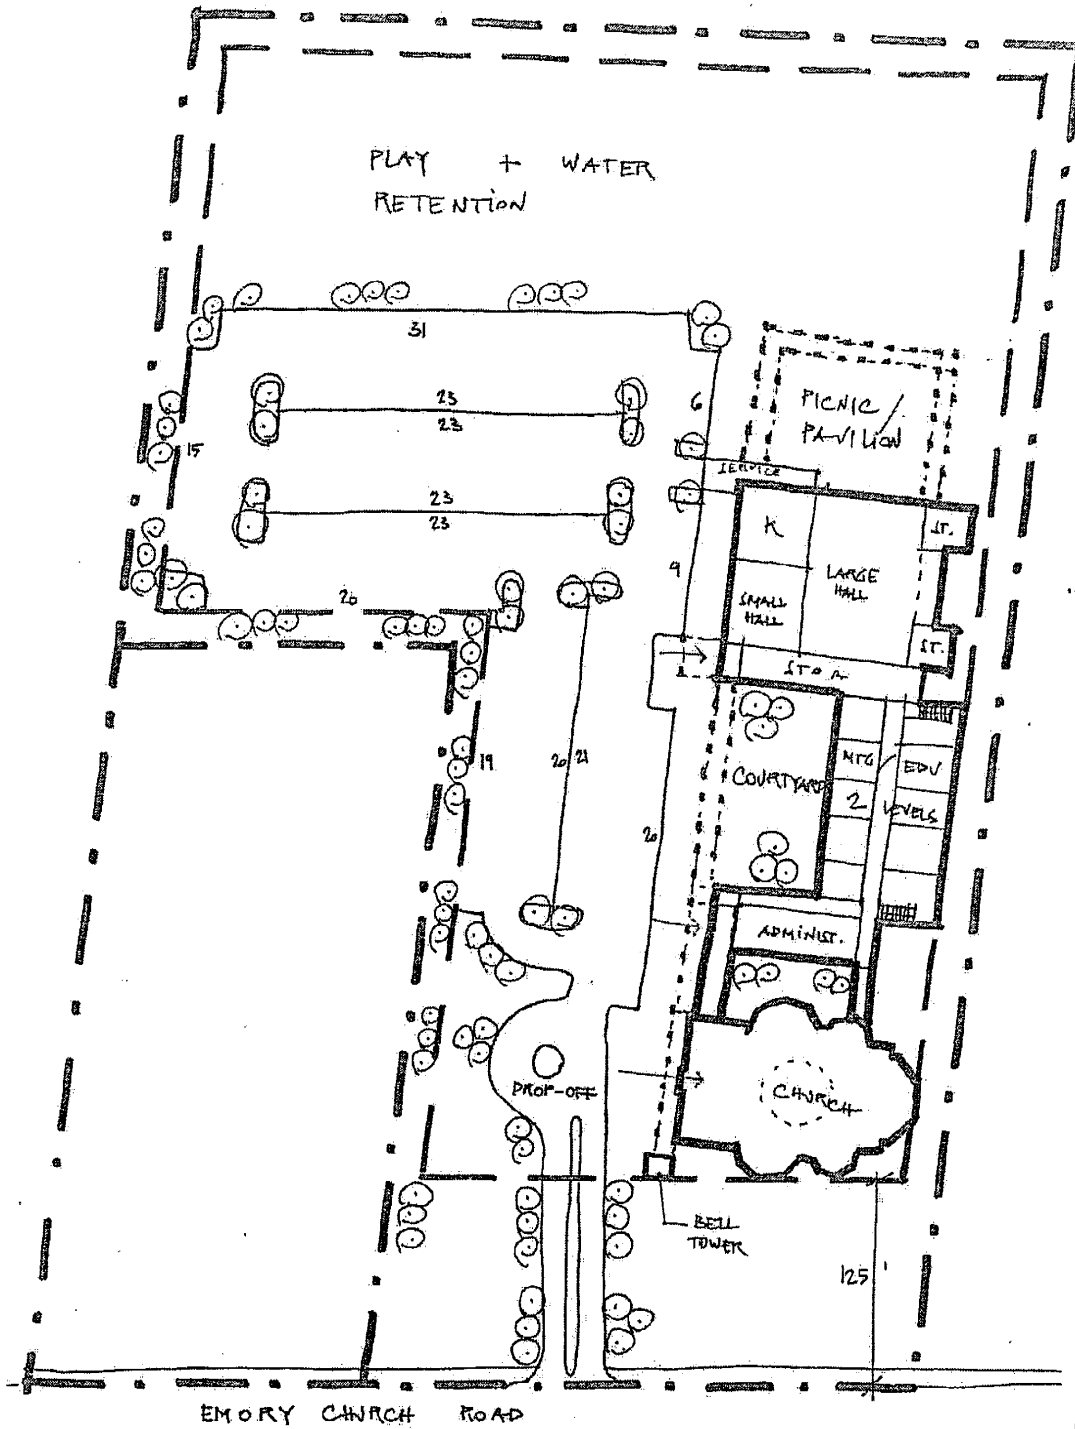 PLAY + WATER
RETENTION
31
23
23
6
PICNIC /
PAVILION
15
SERVICE
23
23
K
ST.
9
LARGE
HALL
SMALL
HALL
26
ST.
STOR
19
20 21
COURTYARD
MTG
EDU
2 LEVELS
20
ADMINIST.
DROP-OFF
CHURCH
BELL
TOWER
125'
EMORY CHURCH ROAD